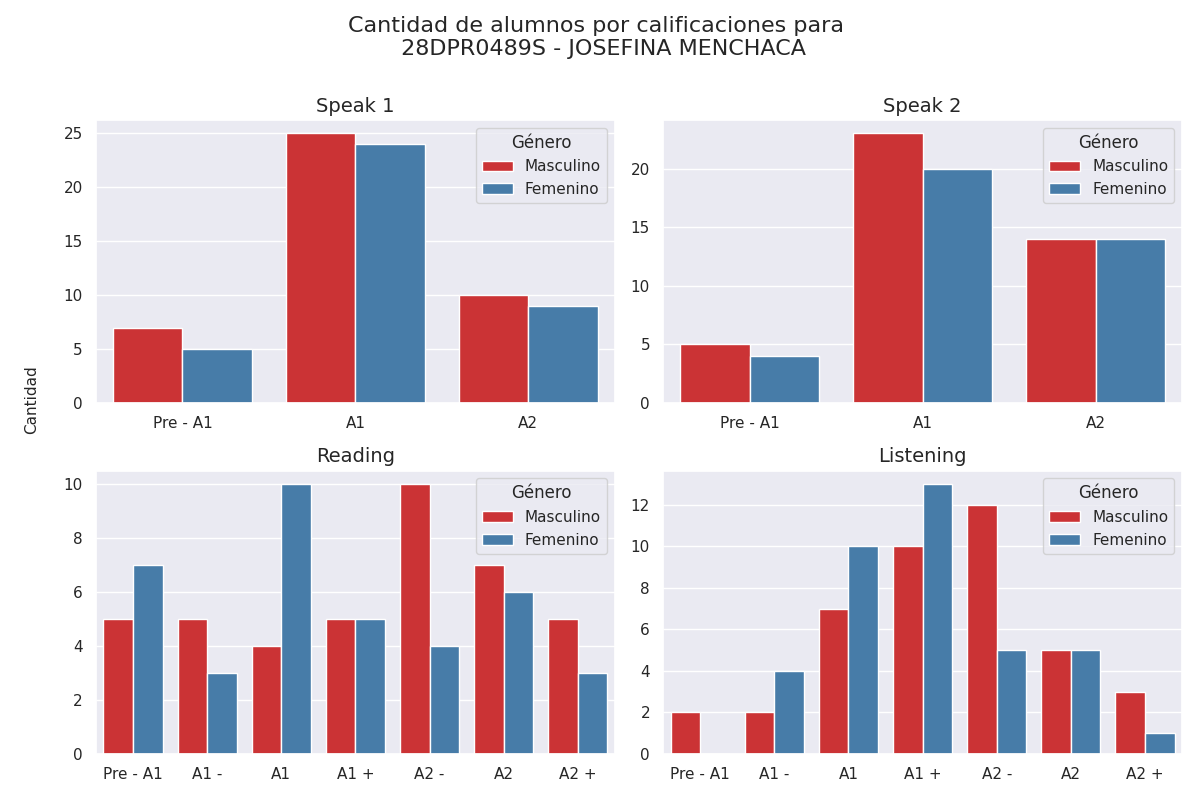 Cantidad de alumnos por calificaciones para
28DPR0489S - JOSEFINA MENCHACA
Speak 1
25
20
15
10
5
0
Género
Masculino
Femenino
Pre - A1
A1
A2
Speak 2
20
15
10
5
0
Género
Masculino
Femenino
Pre - A1
A1
A2
Cantidad
Reading
10
8
6
4
2
0
Género
Masculino
Femenino
Pre - A1
A1 -
A1
A1 +
A2 -
A2
A2 +
Listening
12
10
8
6
4
2
0
Género
Masculino
Femenino
Pre - A1
A1 -
A1
A1 +
A2 -
A2
A2 +